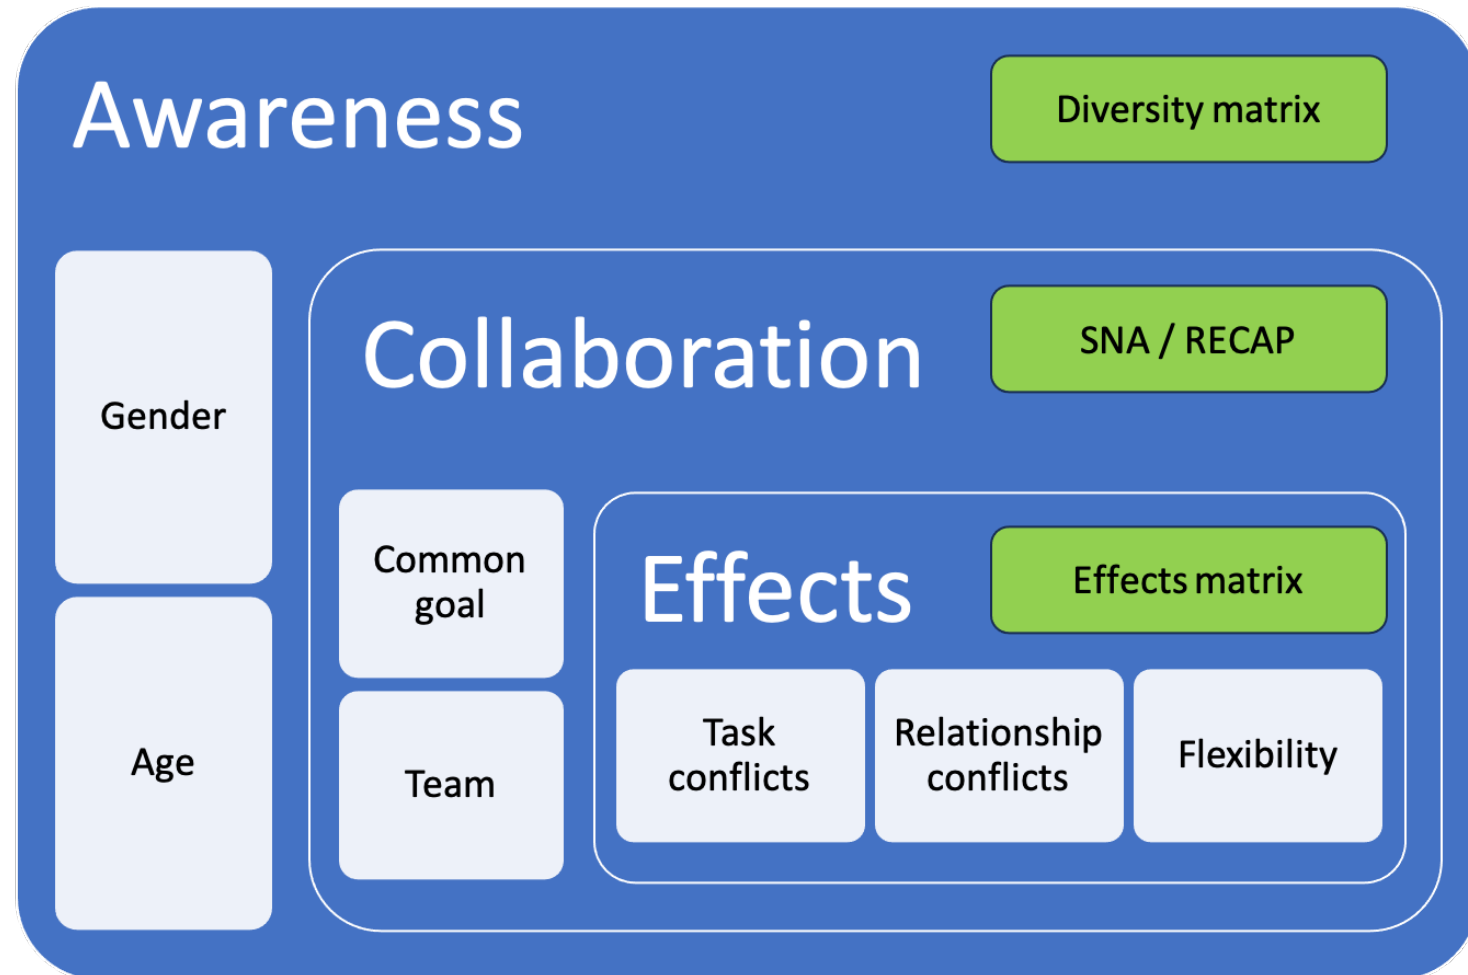 Awareness
Diversity matrix
Gender
Age
Collaboration
SNA / RECAP
Common
goal
Team
Effects
Effects matrix
Task
conflicts
Relationship
conflicts
Flexibility